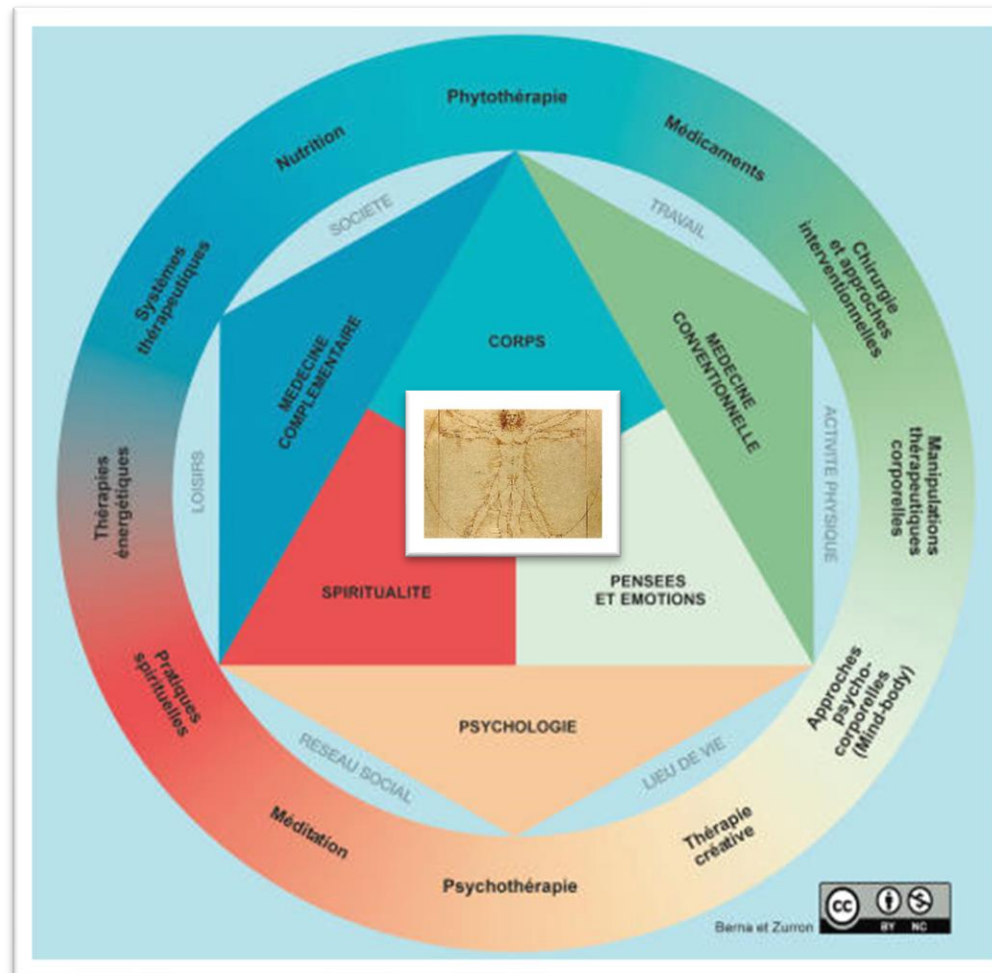 Phytothérapie
Nutrition
Médicaments
SOCIETE
TRAVAIL
Systèmes
thérapeutiques
Chirurgie
et approches
interventionnelles
CORPS
MEDECINE
COMPLEMENTAIRE
MEDECINE
CONVENTIONNELLE
Thérapies
énergétiques
LOISIRS
ACTIVITE PHYSIQUE
Manipulations
thérapeutiques
corporelles
SPIRITUALITE
PENSEES
ET EMOTIONS
Pratiques
spirituelles
Approches
psycho-
corporelles
(Mind-body)
PSYCHOLOGIE
RESEAU SOCIAL
LIEU DE VIE
Méditation
Thérapie
créative
Psychothérapie
Berna et Zurron
cc
BY NC